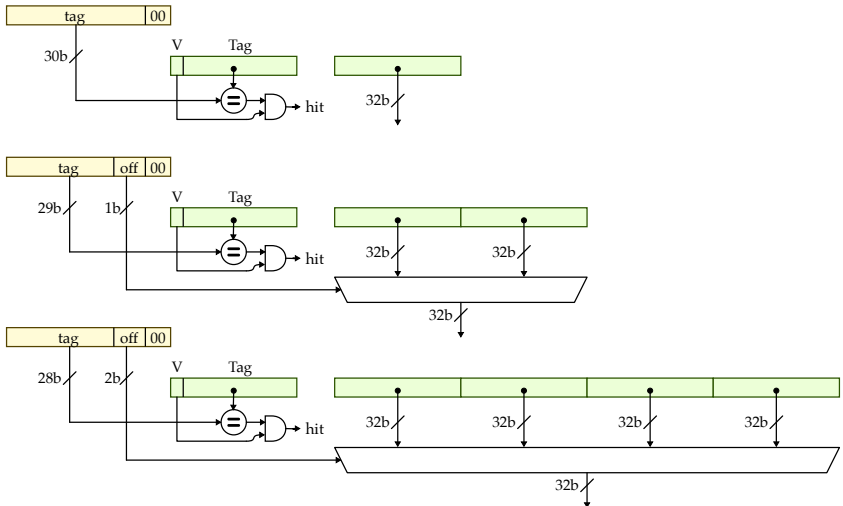 tag 00
30b
V Tag
hit
32b
tag off 00
29b 1b
V Tag
32b 32b
hit
32b
tag off 00
28b 2b
V Tag
32b 32b 32b 32b
hit
32b